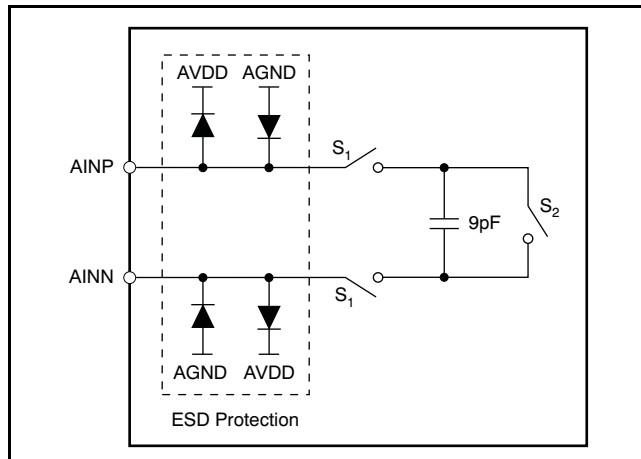 AVDD AGND
AINP
S1
9pF
S2
AINN
S1
AGND AVDD
ESD Protection